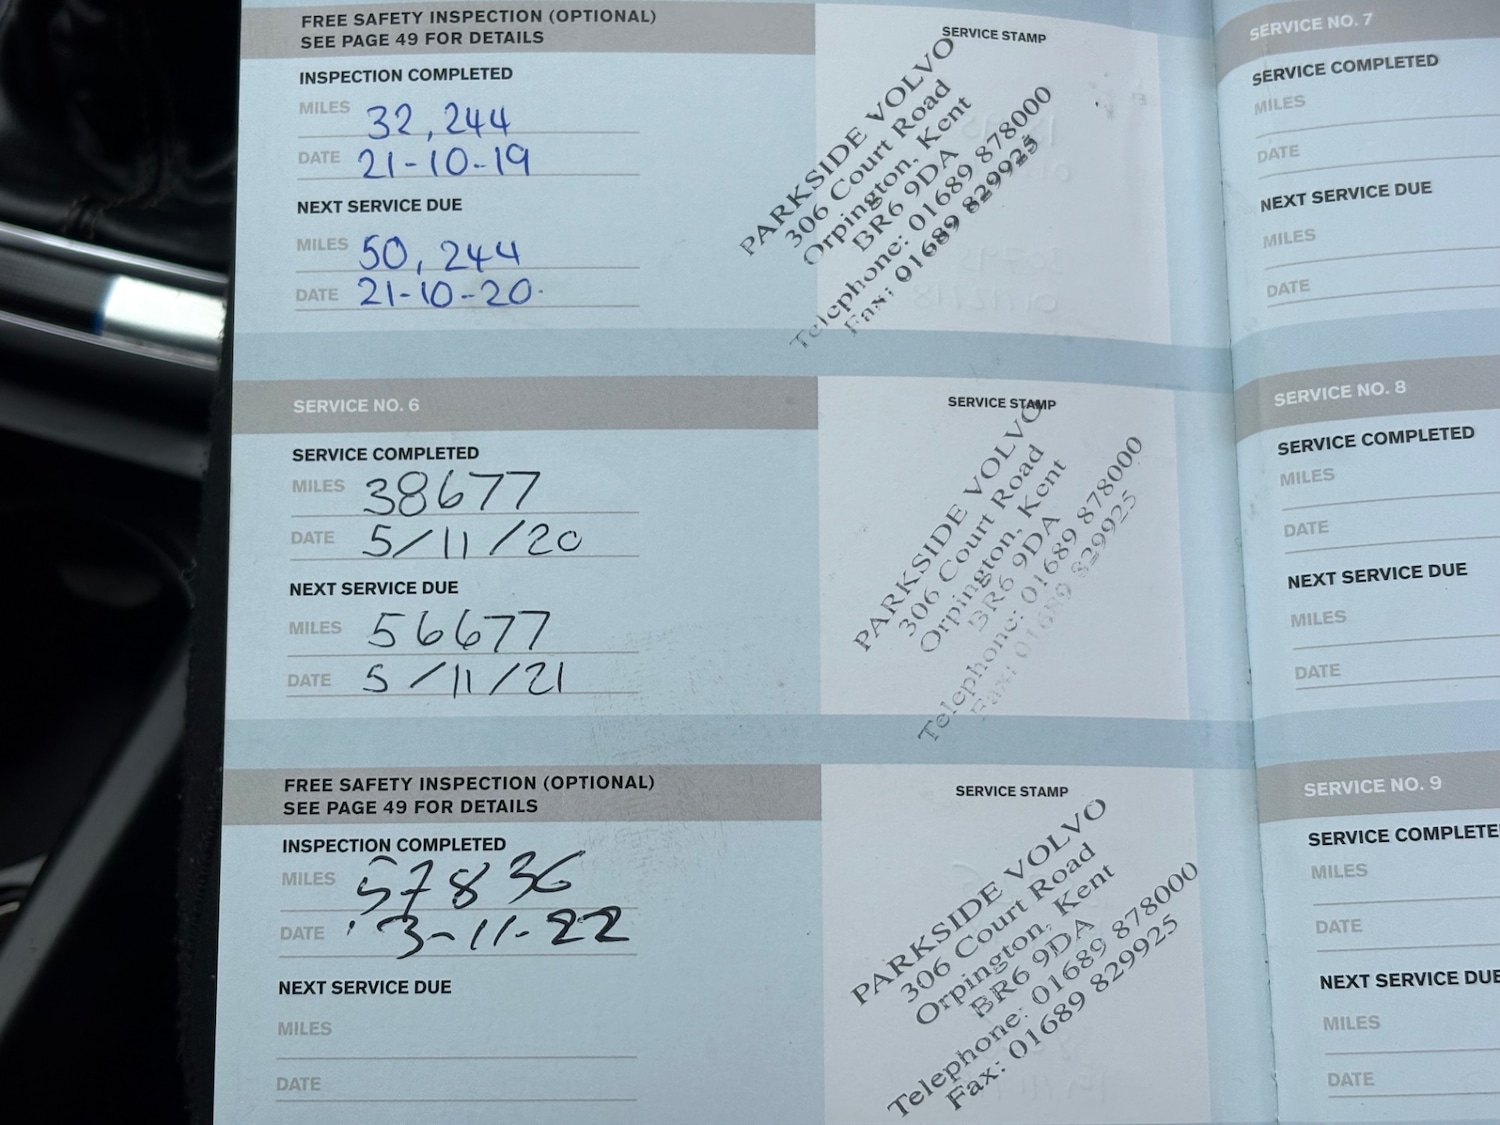 FREE SAFETY INSPECTION (OPTIONAL)
SEE PAGE 49 FOR DETAILS
INSPECTION COMPLETED
MILES 32,244
DATE 21-10-19
NEXT SERVICE DUE
MILES 50,244
DATE 21-10-20
SERVICE STAMP
PARKSIDE VOLVO
306 Court Road
Orpington, Kent
BR6 9DA
Telephone: 01689 878000
Fax: 01689 829925
SERVICE NO. 6
SERVICE COMPLETED
MILES 38677
DATE 5/11/20
NEXT SERVICE DUE
MILES 56677
DATE 5/11/21
SERVICE STAMP
PARKSIDE VOLVO
306 Court Road
Orpington, Kent
BR6 9DA
Telephone: 01689 878000
Fax: 01689 829925
FREE SAFETY INSPECTION (OPTIONAL)
SEE PAGE 49 FOR DETAILS
INSPECTION COMPLETED
MILES 57836
DATE 3-11-22
NEXT SERVICE DUE
MILES
DATE
SERVICE STAMP
PARKSIDE VOLVO
306 Court Road
Orpington, Kent
BR6 9DA
Telephone: 01689 878000
Fax: 01689 829925
SERVICE NO. 7
SERVICE COMPLETED
MILES
DATE
NEXT SERVICE DUE
MILES
DATE
SERVICE NO. 8
SERVICE COMPLETED
MILES
DATE
NEXT SERVICE DUE
MILES
DATE
SERVICE NO. 9
SERVICE COMPLETE
MILES
DATE
NEXT SERVICE DUE
MILES
DATE